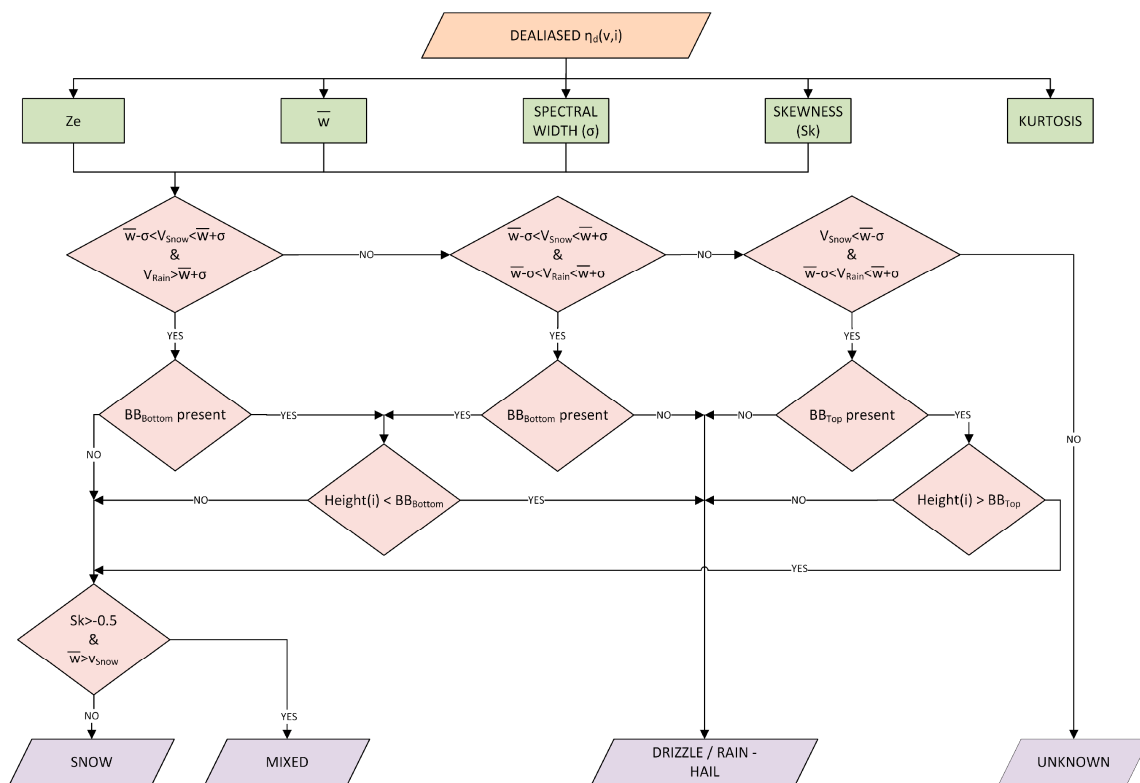 DEALIASED ηd(v,i)
Ze
w̅
SPECTRAL
WIDTH (σ)
SKEWNESS
(Sk)
KURTOSIS
w̅-σ<VSnow<w̅+σ
&
VRain>w̅+σ
NO
w̅-σ<VSnow<w̅+σ
&
w̅-σ<VRain<w̅+σ
NO
VSnow<w̅-σ
&
w̅-σ<VRain<w̅+σ
YES
YES
YES
BBBottom present
YES
YES
BBBottom present
NO
NO
BBTop present
YES
NO
NO
NO
Height(i) < BBBottom
YES
NO
Height(i) > BBTop
YES
Sk>-0.5
&
w̅>vSnow
NO
YES
SNOW
MIXED
DRIZZLE / RAIN -
HAIL
UNKNOWN